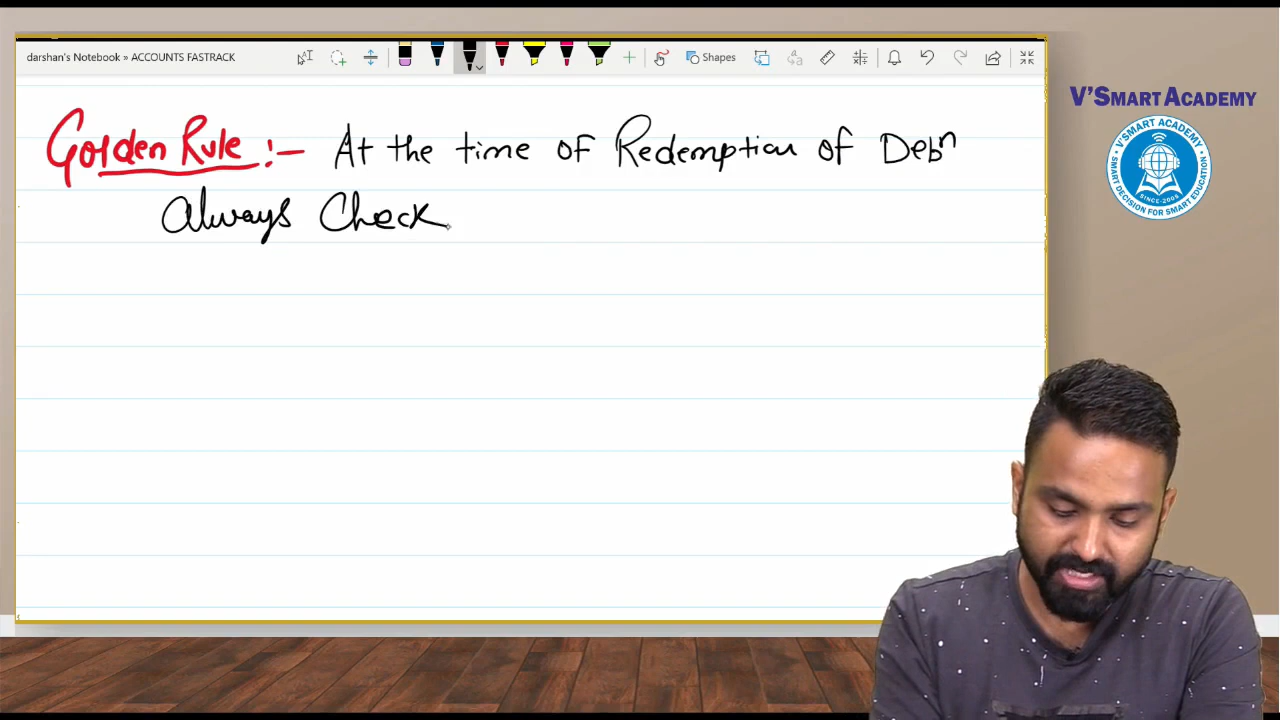 darshan's Notebook » ACCOUNTS FASTRACK
Shapes
V'SMART ACADEMY
V'SMART ACADEMY
SINCE-2005
SMART DECISION FOR SMART EDUCATION
Golden Rule :- At the time of Redemption of Debn
always Check